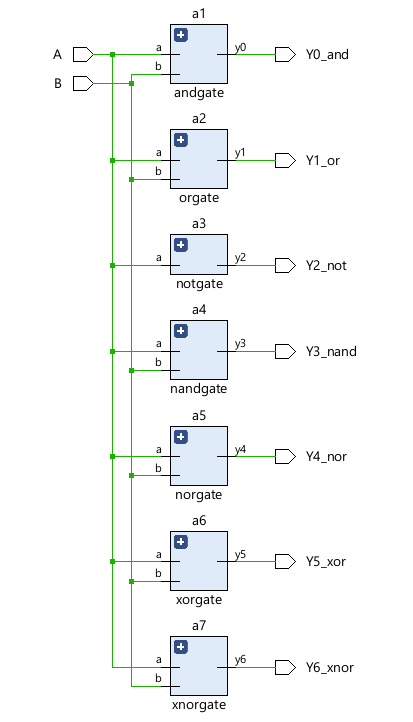 a1
A
a
y0
Y0_and
B
b
andgate
a2
a
y1
Y1_or
b
orgate
a3
a
y2
Y2_not
notgate
a4
a
y3
Y3_nand
b
nandgate
a5
a
y4
Y4_nor
b
norgate
a6
a
y5
Y5_xor
b
xorgate
a7
a
y6
Y6_xnor
b
xnorgate